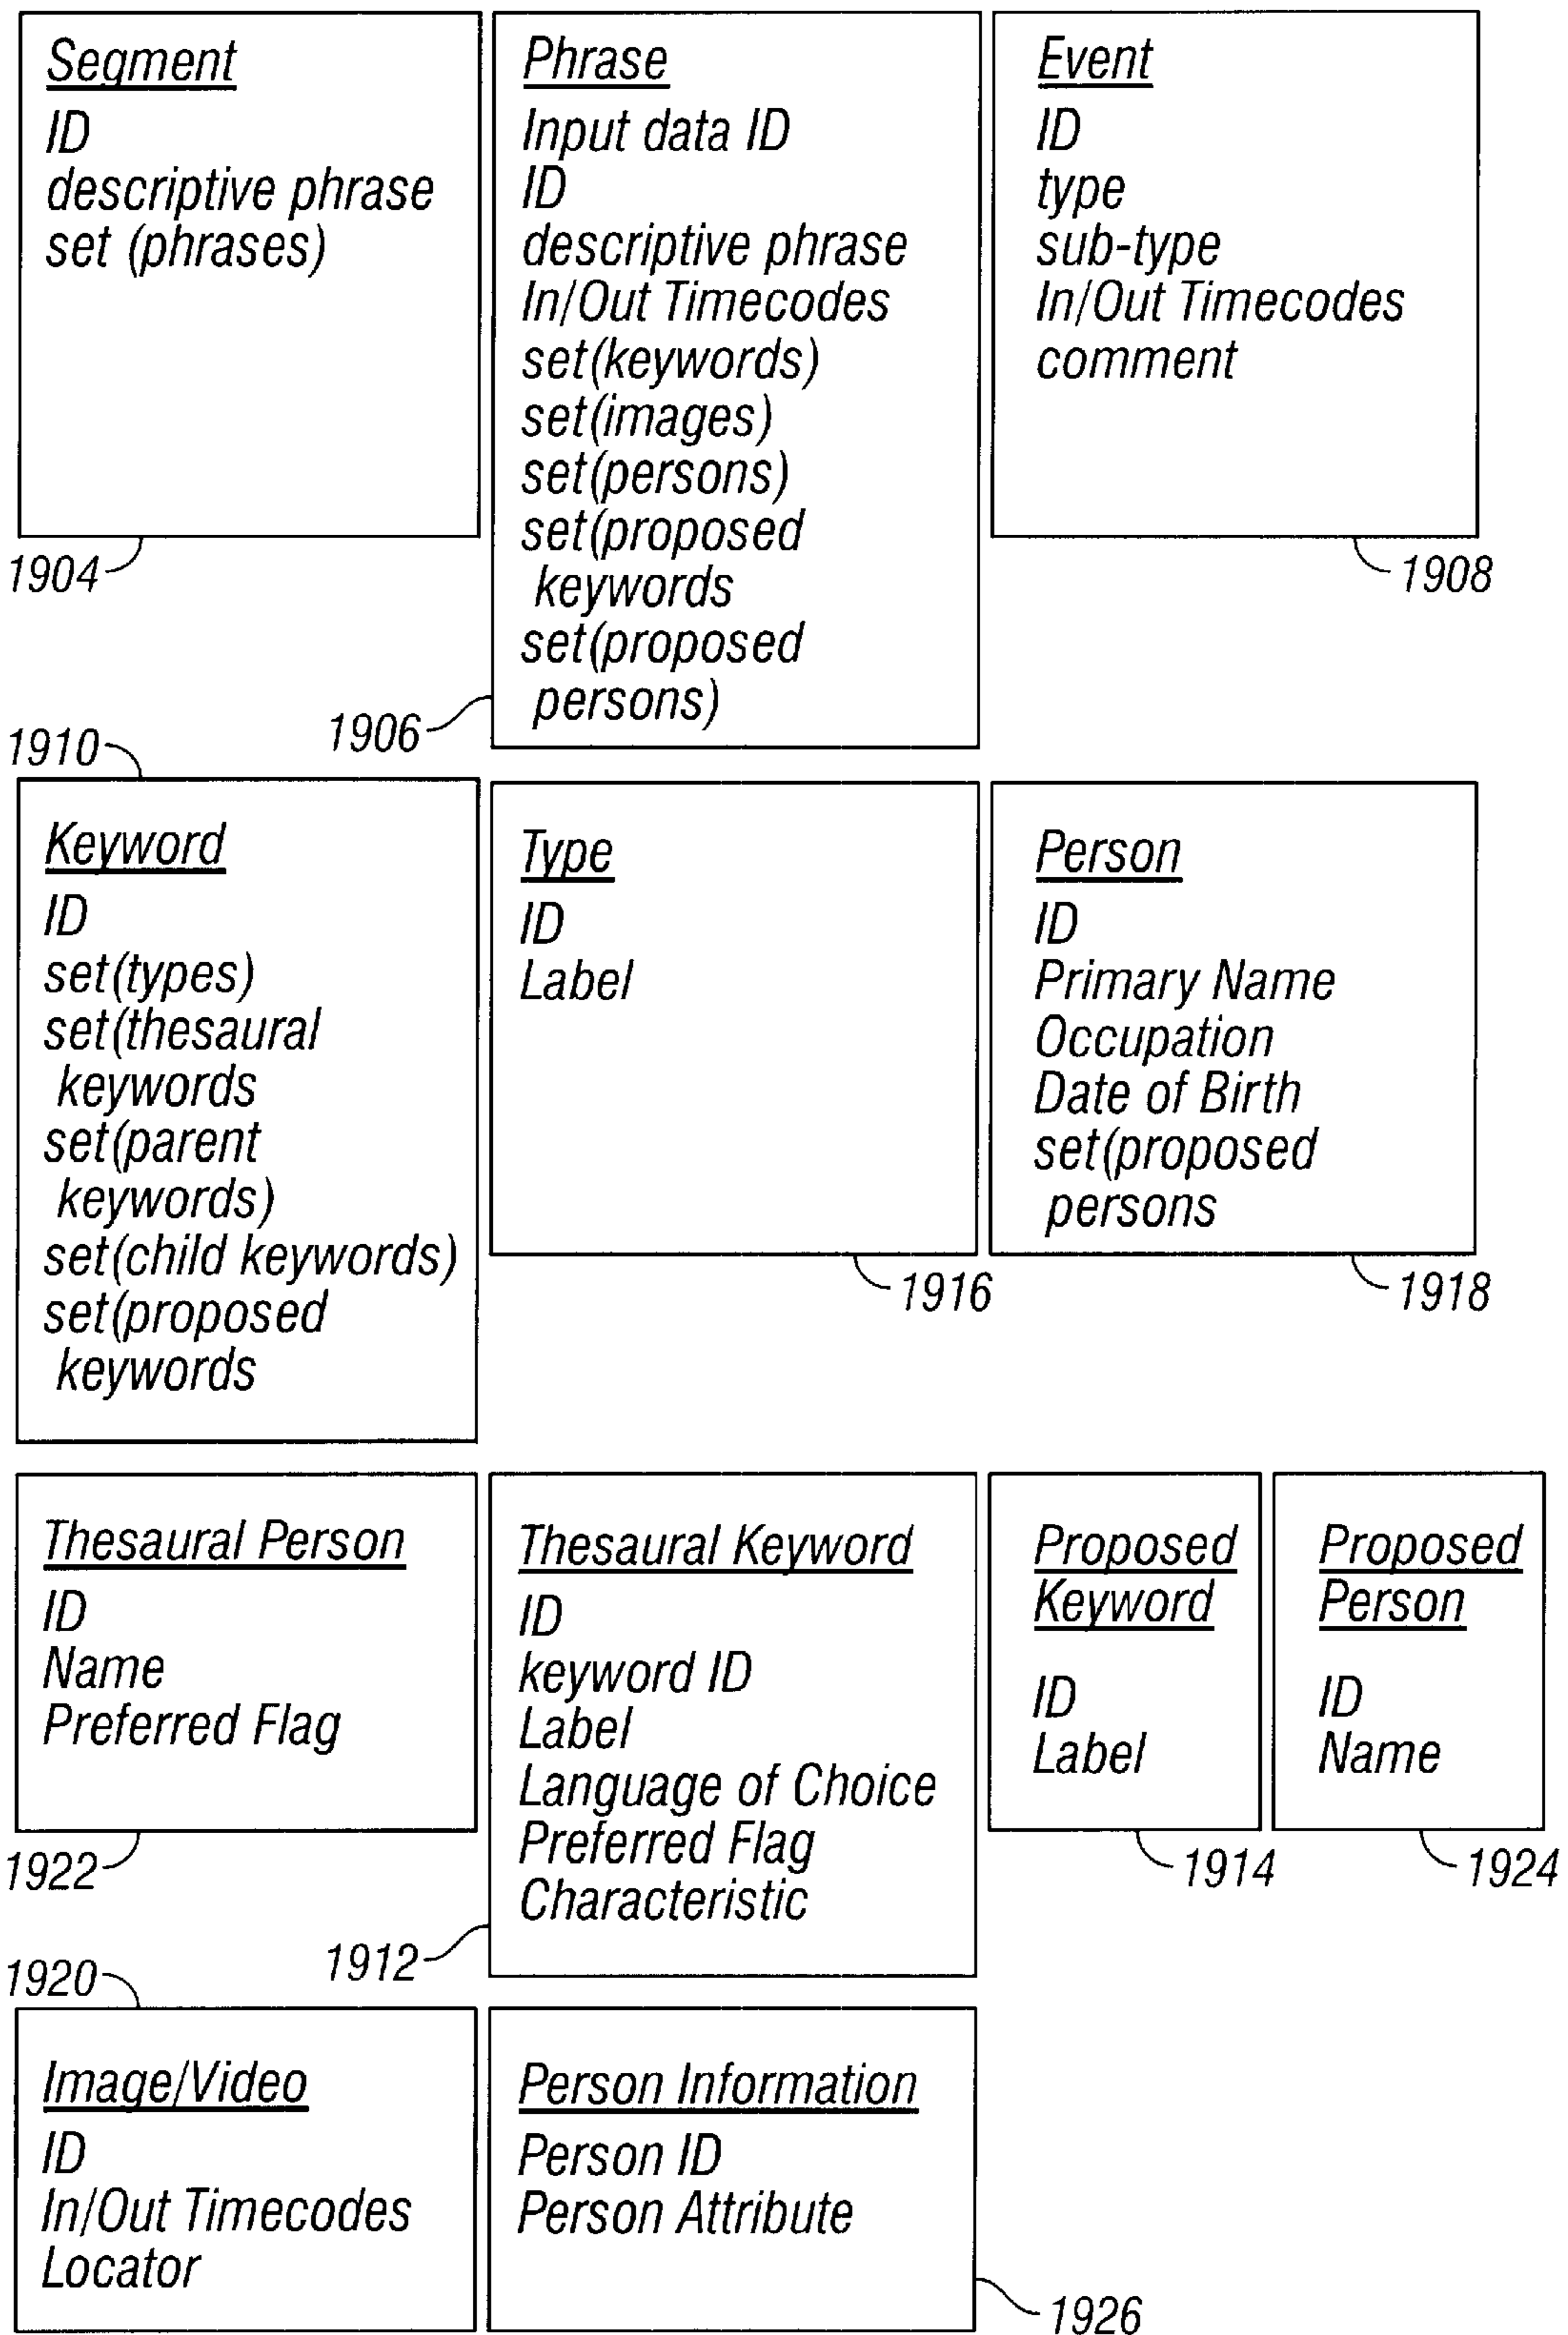 Segment
ID
descriptive phrase
set (phrases)
1904
Phrase
Input data ID
ID
descriptive phrase
In/Out Timecodes
set(keywords)
set(images)
set(persons)
set(proposed
keywords
set(proposed
persons)
1906
Event
ID
type
sub-type
In/Out Timecodes
comment
1908
1910
Keyword
ID
set(types)
set(thesaural
keywords
set(parent
keywords)
set(child keywords)
set(proposed
keywords
Type
ID
Label
1916
Person
ID
Primary Name
Occupation
Date of Birth
set(proposed
persons
1918
Thesaural Person
ID
Name
Preferred Flag
1922
Thesaural Keyword
ID
keyword ID
Label
Language of Choice
Preferred Flag
Characteristic
1912
Proposed
Keyword
ID
Label
1914
Proposed
Person
ID
Name
1924
1920
Image/Video
ID
In/Out Timecodes
Locator
Person Information
Person ID
Person Attribute
1926